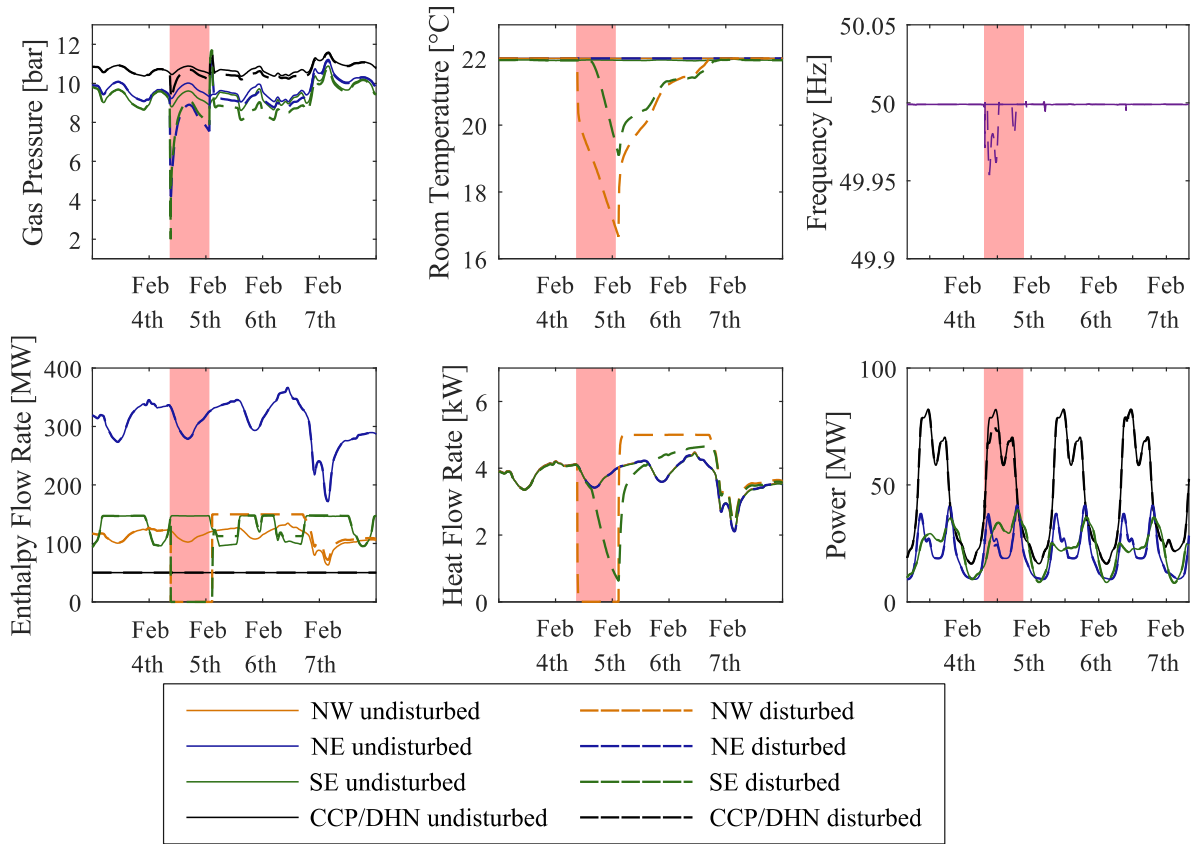 Gas Pressure [bar]
12
10
8
6
4
2
Feb Feb Feb Feb
4th 5th 6th 7th
Room Temperature [°C]
22
20
18
16
Feb Feb Feb Feb
4th 5th 6th 7th
Frequency [Hz]
50.05
50
49.95
49.9
Feb Feb Feb Feb
4th 5th 6th 7th
Enthalpy Flow Rate [MW]
400
300
200
100
0
Feb Feb Feb Feb
4th 5th 6th 7th
Heat Flow Rate [kW]
6
4
2
0
Feb Feb Feb Feb
4th 5th 6th 7th
Power [MW]
100
50
0
Feb Feb Feb Feb
4th 5th 6th 7th
NW undisturbed NW disturbed
NE undisturbed NE disturbed
SE undisturbed SE disturbed
CCP/DHN undisturbed CCP/DHN disturbed